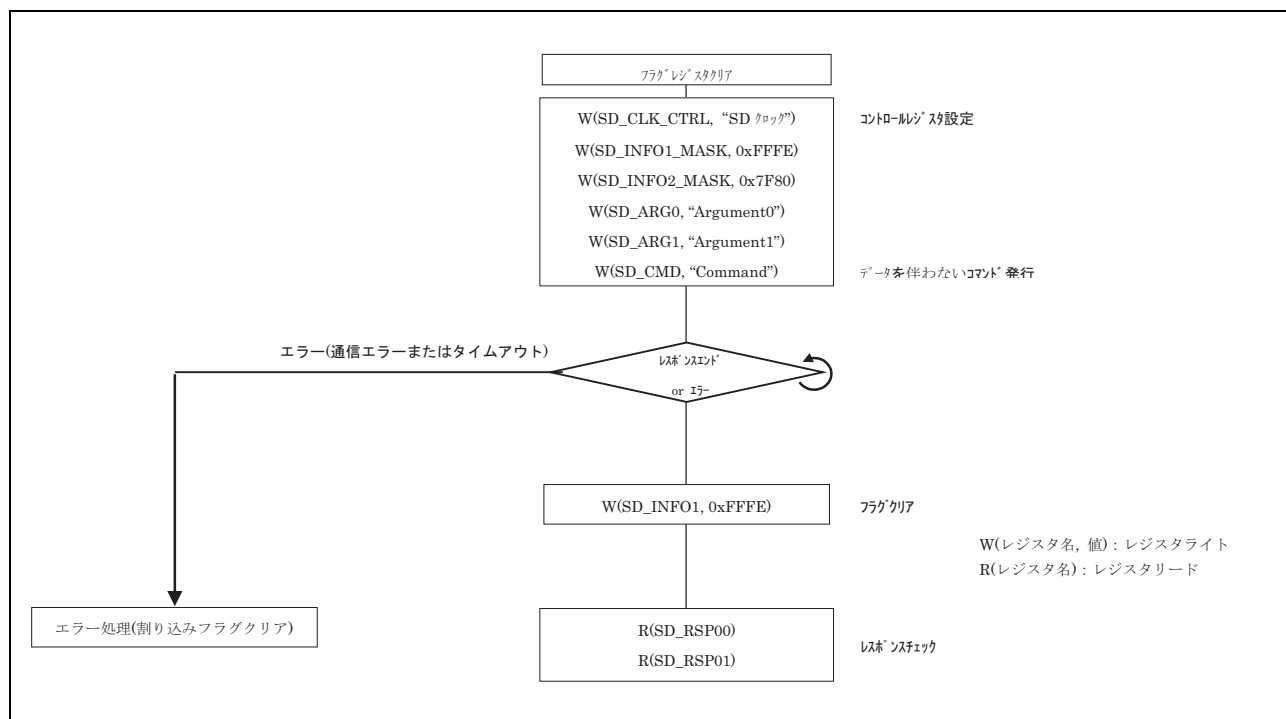 ﾌﾗｸﾞﾚｼﾞｽﾀｸﾘｱ
W(SD_CLK_CTRL, “SD ｸﾛｯｸ”)
ｺﾝﾄﾛｰﾙﾚｼﾞｽﾀ設定
W(SD_INFO1_MASK, 0xFFFE)
W(SD_INFO2_MASK, 0x7F80)
W(SD_ARG0, “Argument0”)
W(SD_ARG1, “Argument1”)
W(SD_CMD, “Command”)
ﾃﾞｰﾀを伴わないｺﾏﾝﾄﾞ発行
エラー(通信エラーまたはタイムアウト)
ﾚｽﾎﾟﾝｽｴﾝﾄﾞ
or ｴﾗｰ
W(SD_INFO1, 0xFFFE)
ﾌﾗｸﾞｸﾘｱ
W(レジスタ名, 値) : レジスタライト
R(レジスタ名) : レジスタリード
エラー処理(割り込みフラグクリア)
R(SD_RSP00)
R(SD_RSP01)
ﾚｽﾎﾟﾝｽﾁｪｯｸ